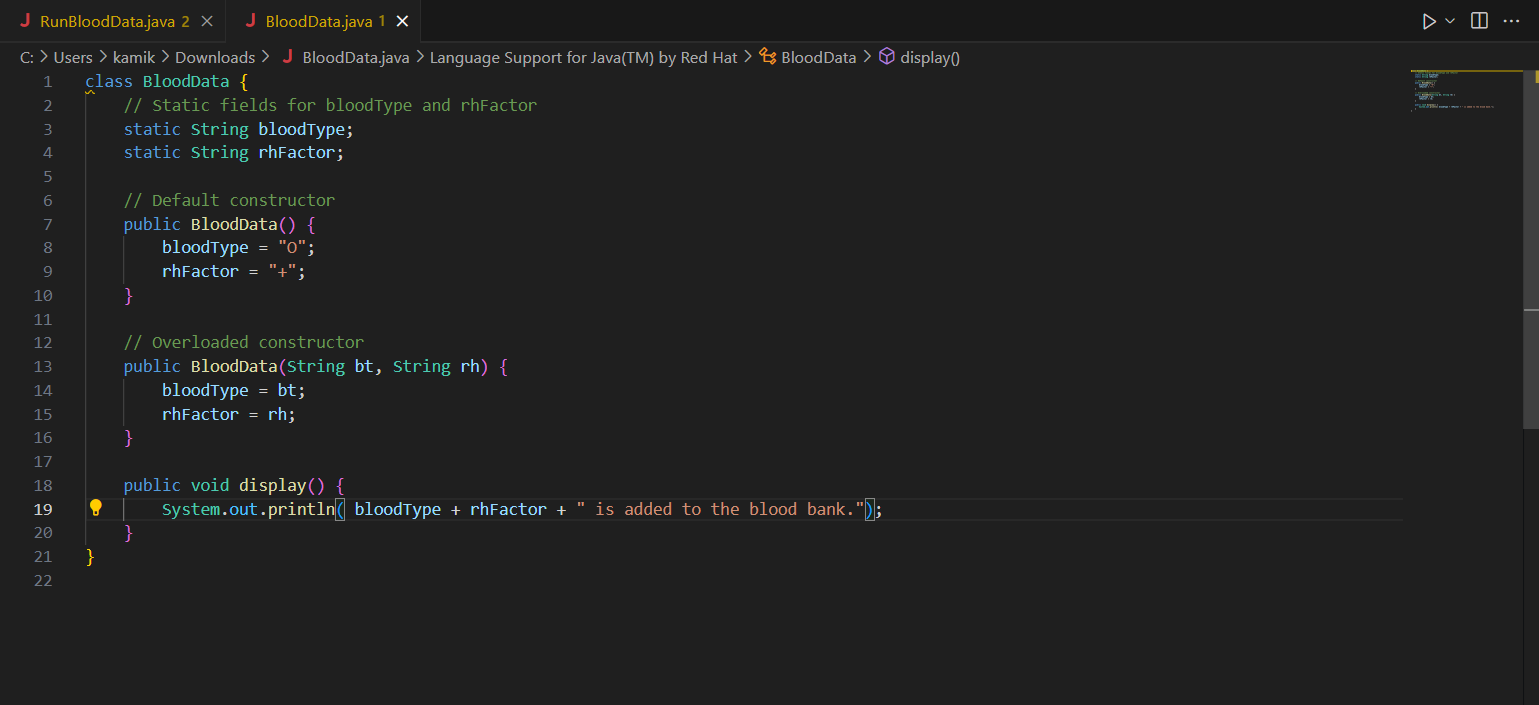 RunBloodData.java 2 BloodData.java 1
C: > Users > kamik > Downloads > J BloodData.java > Language Support for Java(TM) by Red Hat > BloodData > display()
1 class BloodData {
2 // Static fields for bloodType and rhFactor
3 static String bloodType;
4 static String rhFactor;
5
6 // Default constructor
7 public BloodData() {
8 bloodType = "O";
9 rhFactor = "+";
10 }
11
12 // Overloaded constructor
13 public BloodData(String bt, String rh) {
14 bloodType = bt;
15 rhFactor = rh;
16 }
17
18 public void display() {
19 System.out.println( bloodType + rhFactor + " is added to the blood bank.");
20 }
21 }
22